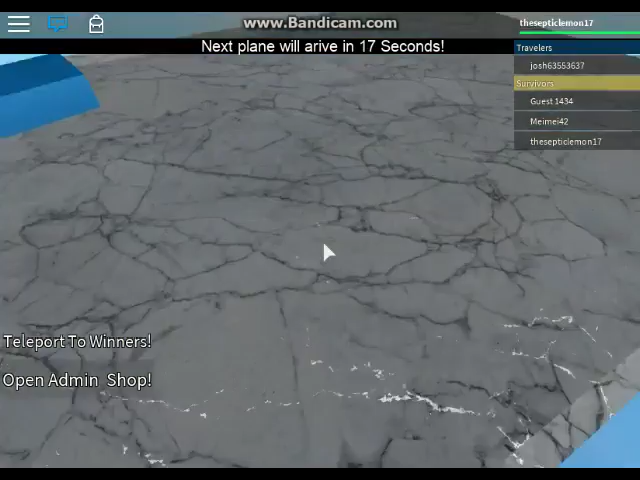 www.Bandicam.com
thesepticlemon17
Next plane will arive in 17 Seconds!
Travelers
josh63553637
Survivors
Guest 1434
Meimei42
thesepticlemon17
Teleport To Winners!
Open Admin Shop!